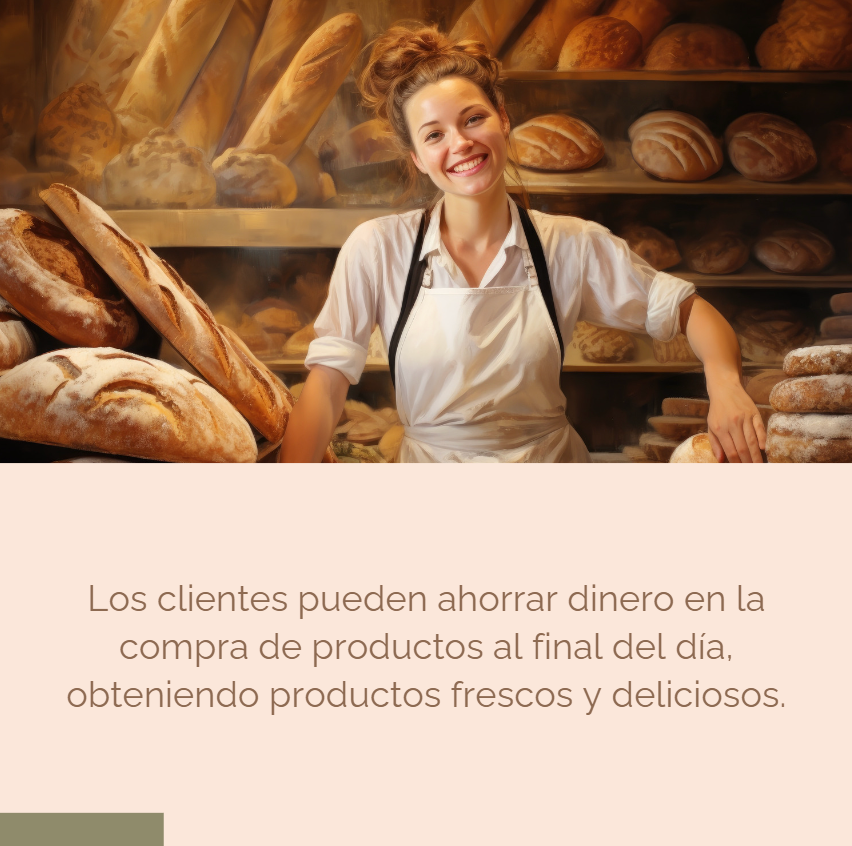 Los clientes pueden ahorrar dinero en la
compra de productos al final del día,
obteniendo productos frescos y deliciosos.